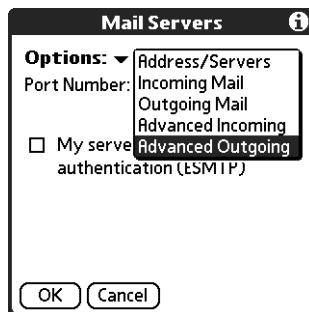 Mail Servers
Options:
Address/Servers
Port Number:
Incoming Mail
Outgoing Mail
Advanced Incoming
My serve
Advanced Outgoing
authentication (ESMTP)
OK
Cancel